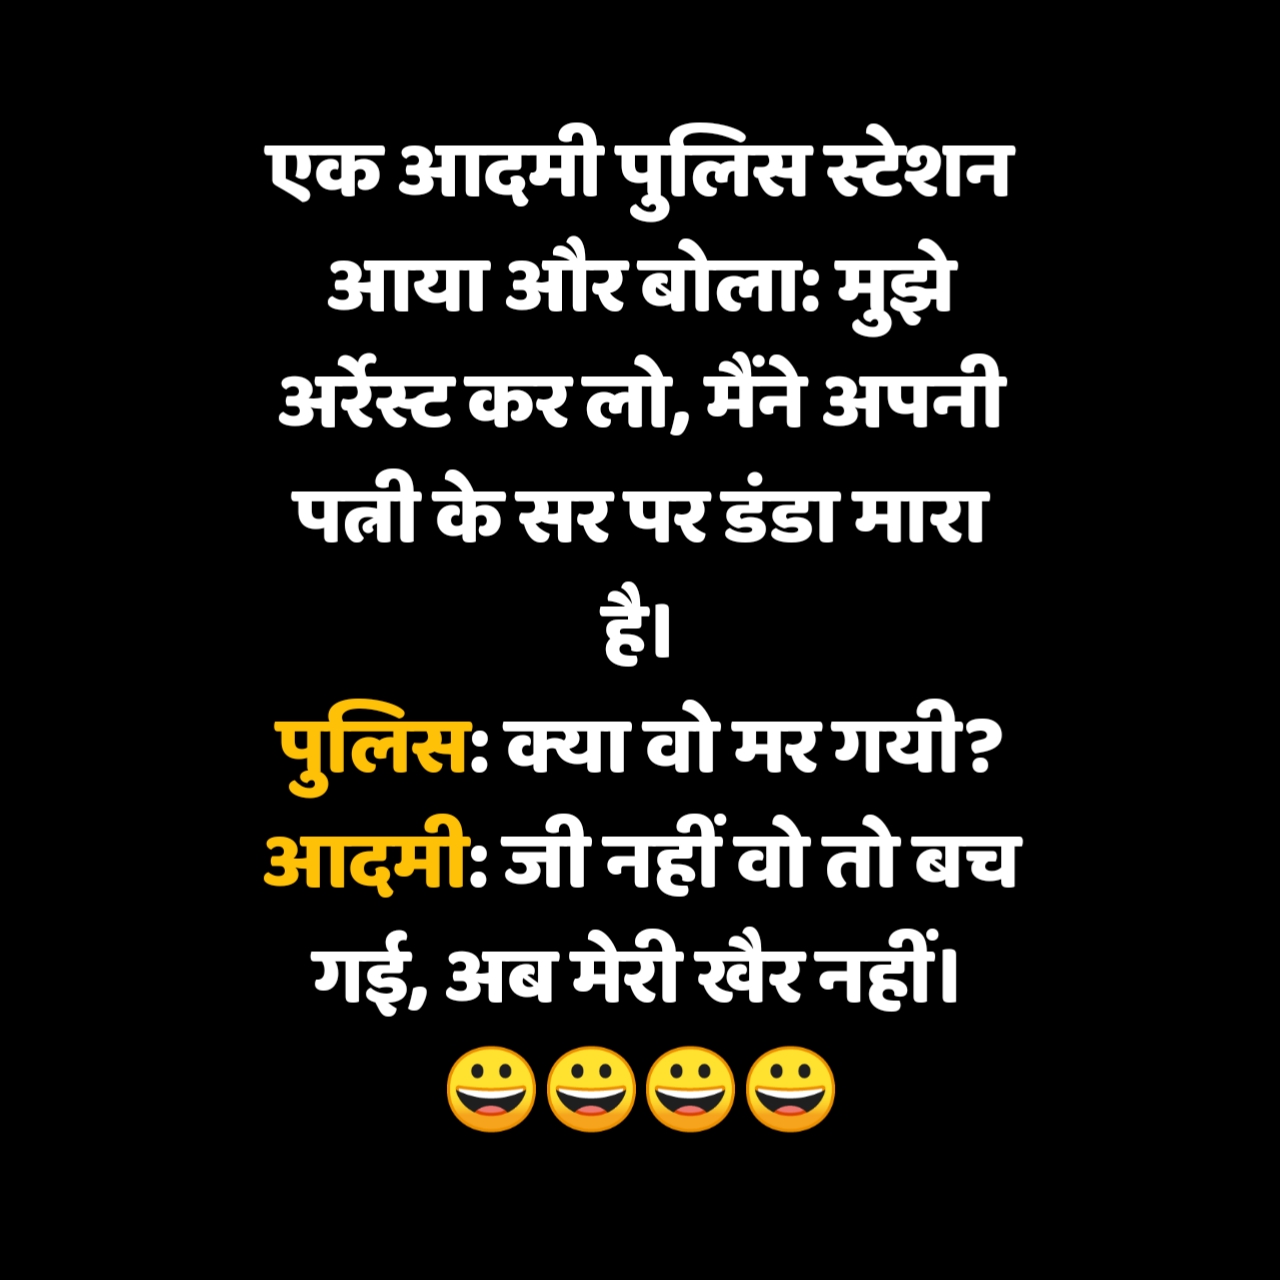 एक आदमी पुलिस स्टेशन
आया और बोला: मुझे
अर्रेस्ट कर लो, मैंने अपनी
पत्नी के सर पर डंडा मारा
है।
पुलिस: क्या वो मर गयी?
आदमी: जी नहीं वो तो बच
गई, अब मेरी खैर नहीं।
😀😀😀😀